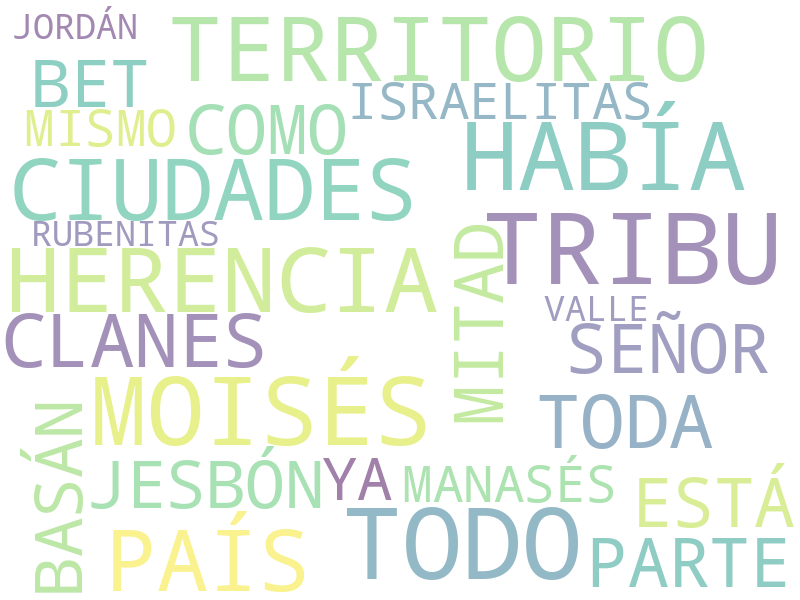 JORDÁN
TERRITORIO
BET
ISRAELITAS
MISMO
COMO
HABÍA
CIUDADES
TRIBU
RUBENITAS
HERENCIA
MITAD
VALLE
CLANES
SEÑOR
MOISÉS
TODA
BASÁN
JESBÓN
YA
MANASÉS
ESTÁ
PAÍS
TODO
PARTE